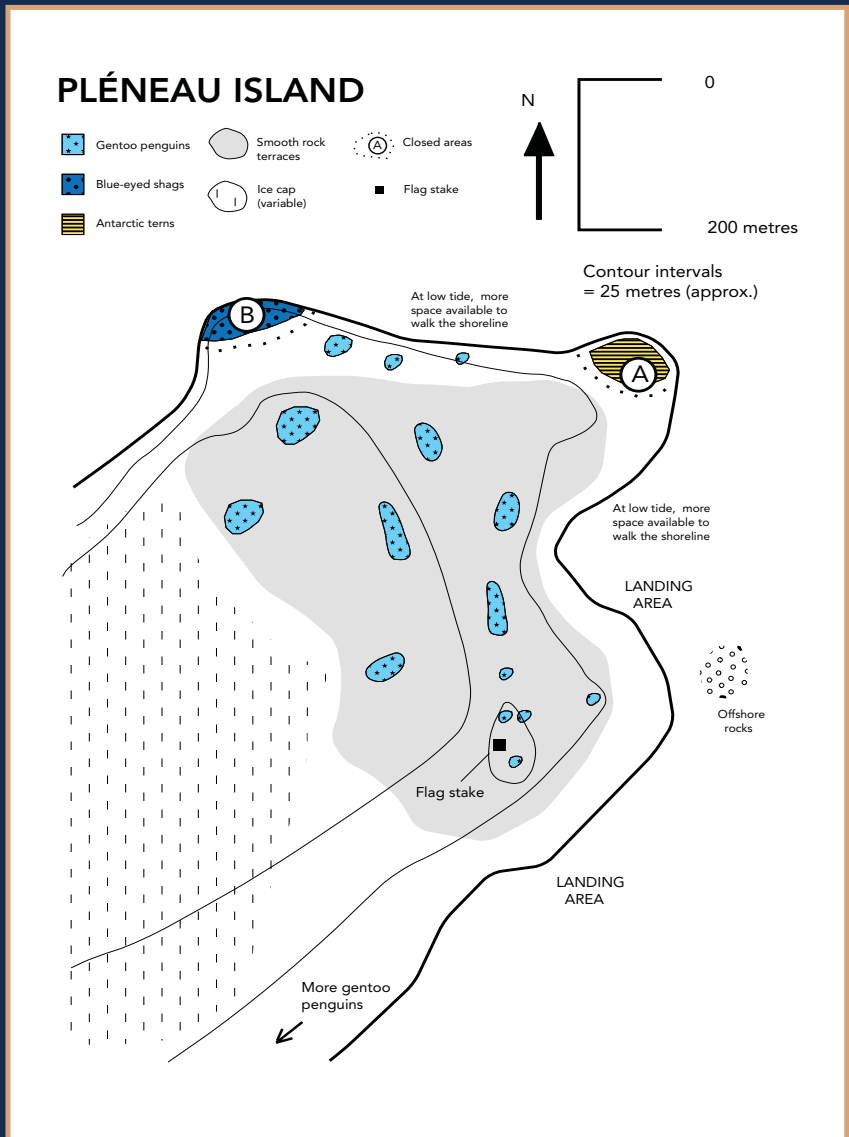 PLÉNEAU ISLAND
N
0
200 metres
Gentoo penguins
Blue-eyed shags
Antarctic terns
Smooth rock
terraces
Ice cap
(variable)
A
Closed areas
Flag stake
Contour intervals
= 25 metres (approx.)
B
At low tide, more
space available to
walk the shoreline
A
At low tide, more
space available to
walk the shoreline
LANDING
AREA
Offshore
rocks
Flag stake
LANDING
AREA
More gentoo
penguins